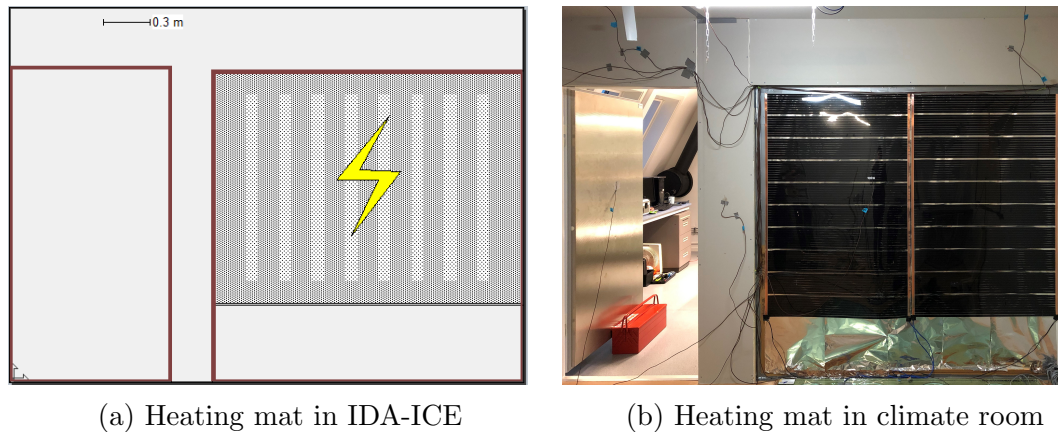 0.3 m
(a) Heating mat in IDA-ICE
(b) Heating mat in climate room